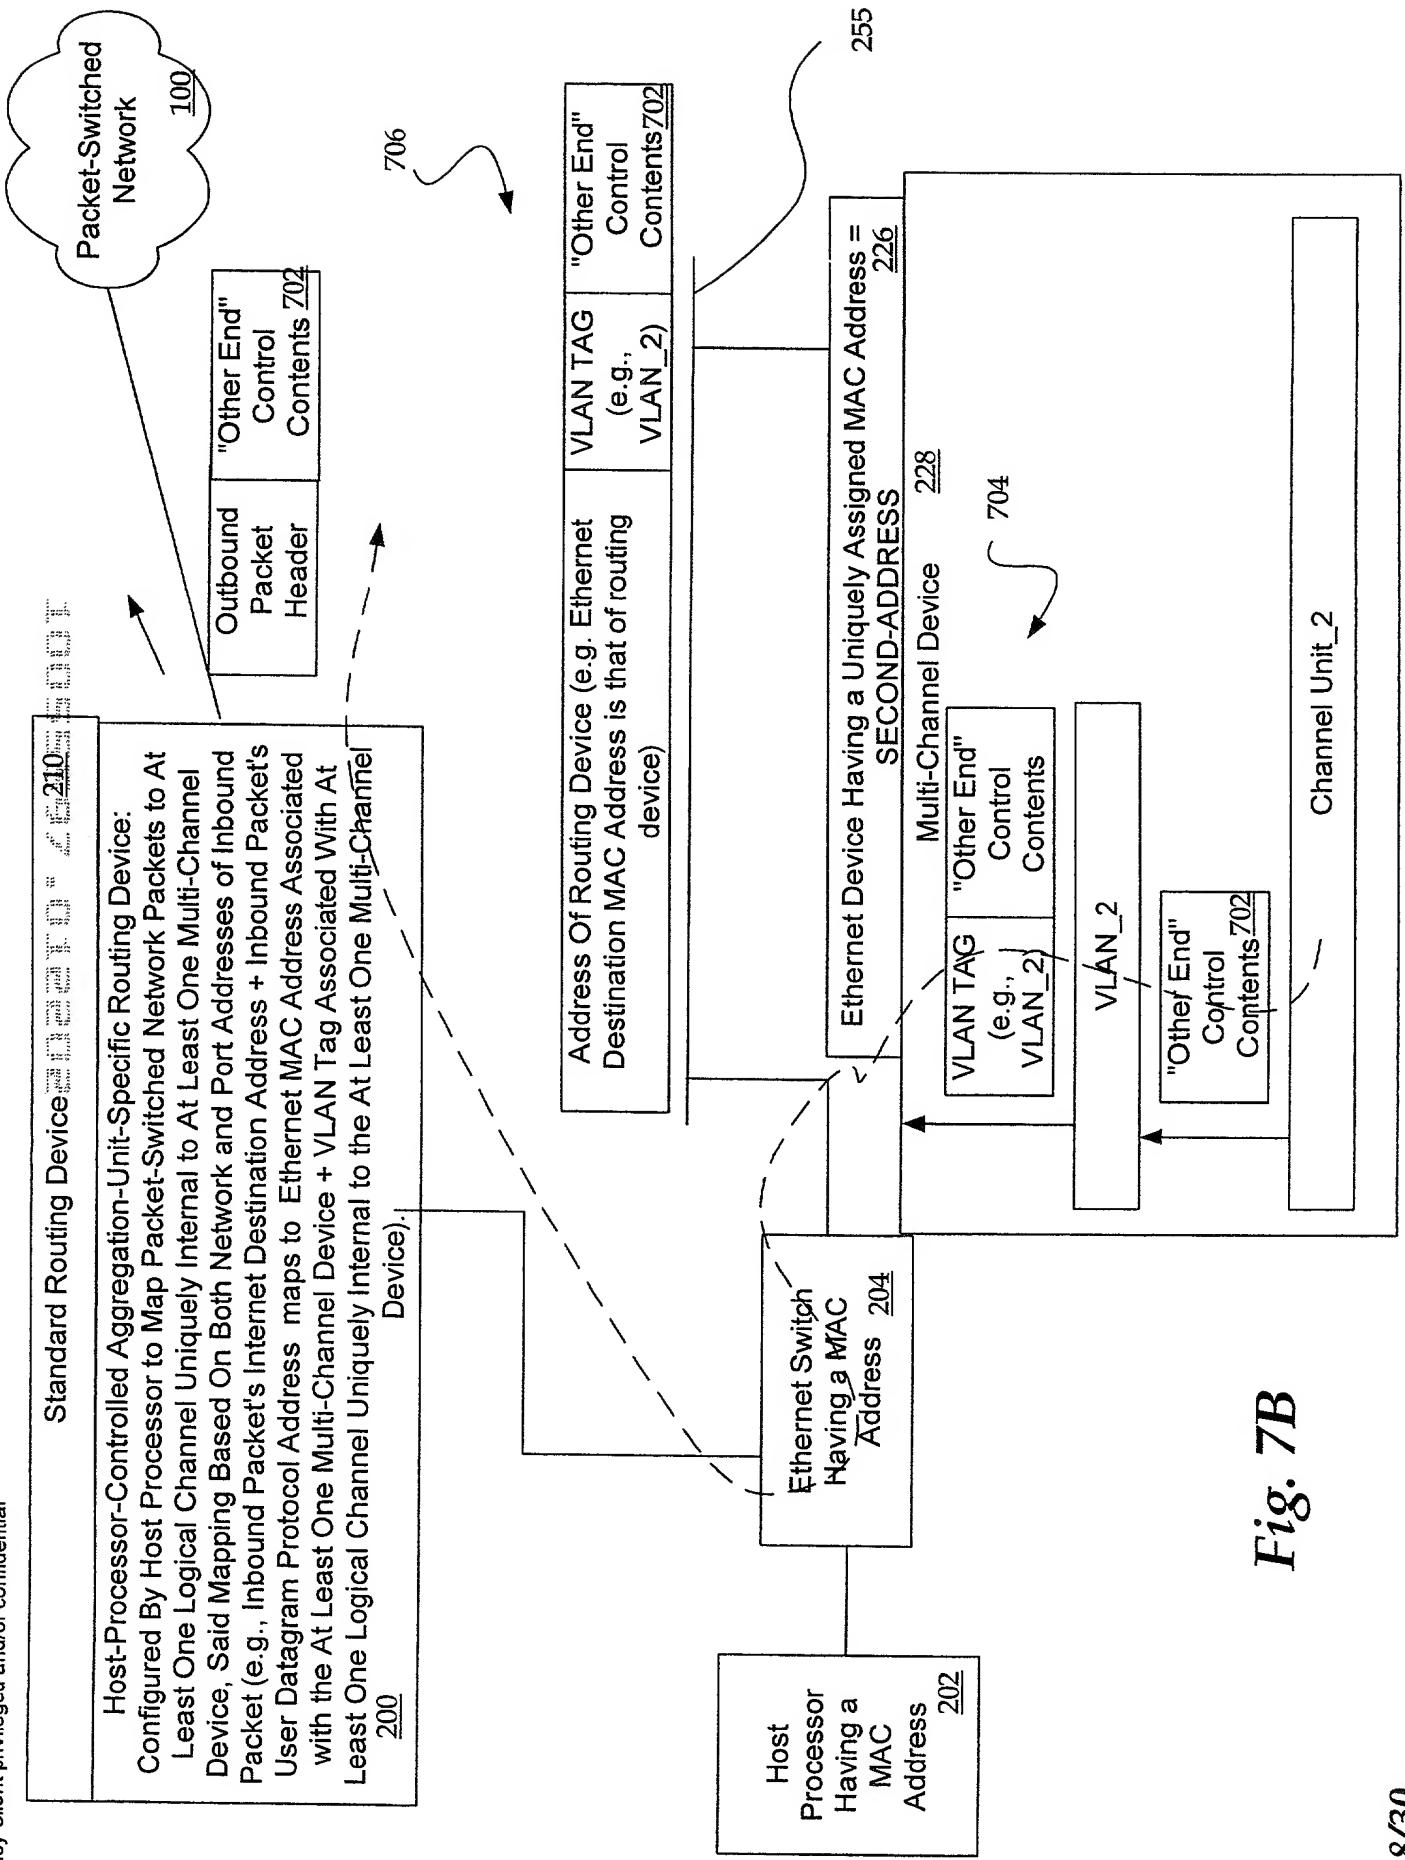 ney client privileged and/or confidential
Standard Routing Device 210
Host-Processor-Controlled Aggregation-Unit-Specific Routing Device:
Configured By Host Processor to Map Packet-Switched Network Packets to At
Least One Logical Channel Uniquely Internal to At Least One Multi-Channel
Device, Said Mapping Based On Both Network and Port Addresses of Inbound
Packet (e.g., Inbound Packet's Internet Destination Address + Inbound Packet's
User Datagram Protocol Address maps to Ethernet MAC Address Associated
with the At Least One Multi-Channel Device + VLAN Tag Associated With At
Least One Logical Channel Uniquely Internal to the At Least One Multi-Channel
Device).
200
Packet-Switched
Network
100
Outbound
Packet
Header
"Other End"
Control
Contents 702
706
Address Of Routing Device (e.g. Ethernet
Destination MAC Address is that of routing
device)
VLAN TAG
(e.g.,
VLAN_2)
"Other End"
Control
Contents 702
255
Ethernet Device Having a Uniquely Assigned MAC Address =
SECOND-ADDRESS
226
Multi-Channel Device
228
704
VLAN TAG
(e.g.,
VLAN_2)
"Other End"
Control
Contents
VLAN_2
"Other End"
Control
Contents 702
Channel Unit_2
Ethernet Switch
Having a MAC
Address 204
Host
Processor
Having a
MAC
Address
202
Fig. 7B
8/30